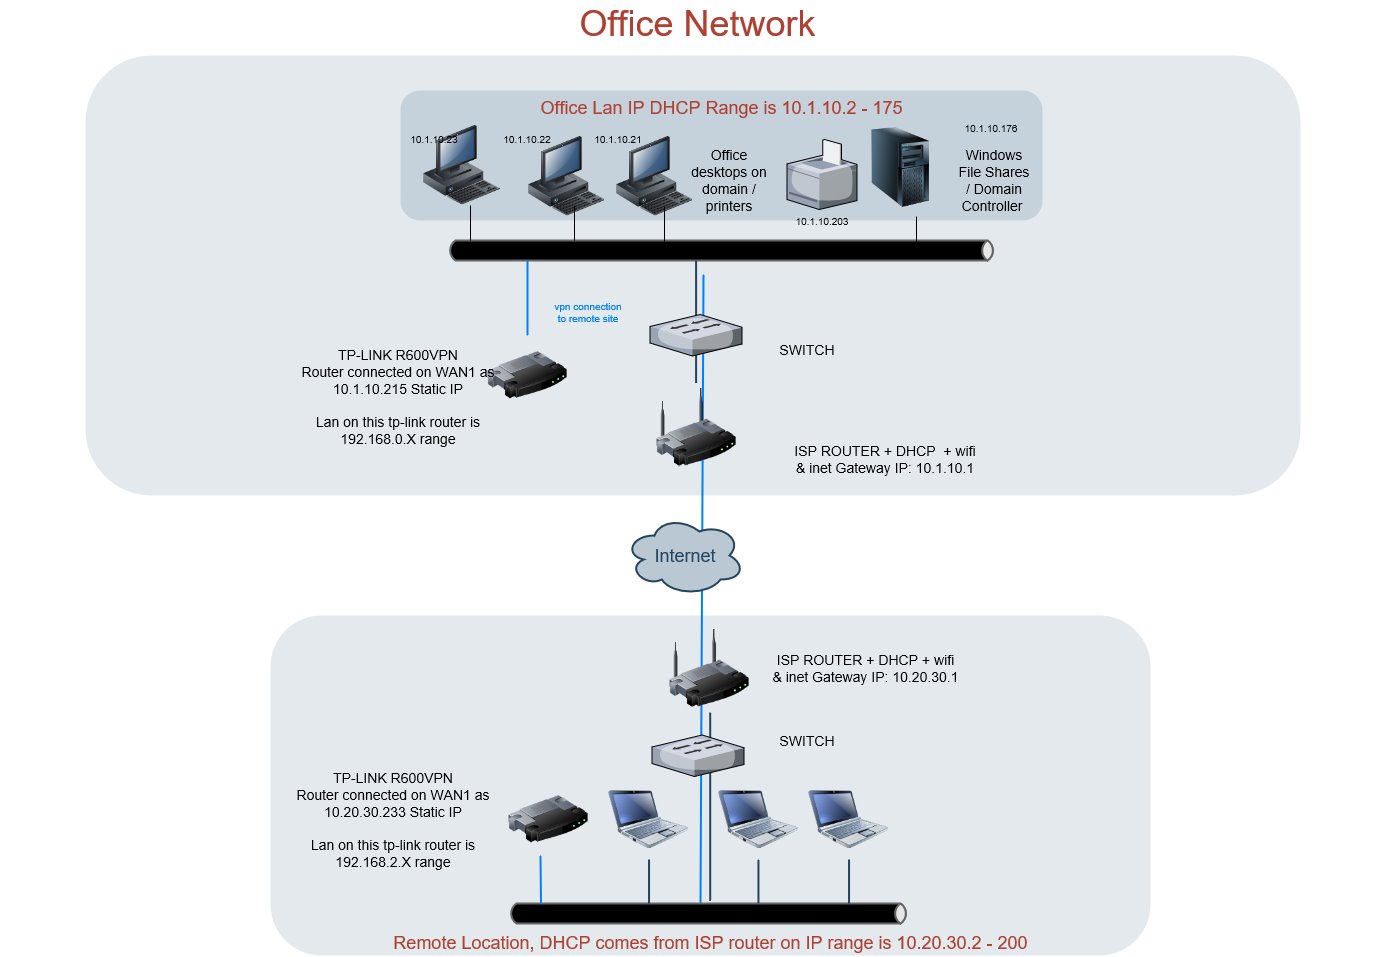 Office Network
Office Lan IP DHCP Range is 10.1.10.2 - 175
10.1.10.23
10.1.10.22
10.1.10.21
Office
desktops on
domain /
printers
10.1.10.203
10.1.10.176
Windows
File Shares
/ Domain
Controller
vpn connection
to remote site
TP-LINK R600VPN
Router connected on WAN1 as
10.1.10.215 Static IP
Lan on this tp-link router is
192.168.0.X range
SWITCH
ISP ROUTER + DHCP + wifi
& inet Gateway IP: 10.1.10.1
Internet
ISP ROUTER + DHCP + wifi
& inet Gateway IP: 10.20.30.1
SWITCH
TP-LINK R600VPN
Router connected on WAN1 as
10.20.30.233 Static IP
Lan on this tp-link router is
192.168.2.X range
Remote Location, DHCP comes from ISP router on IP range is 10.20.30.2 - 200